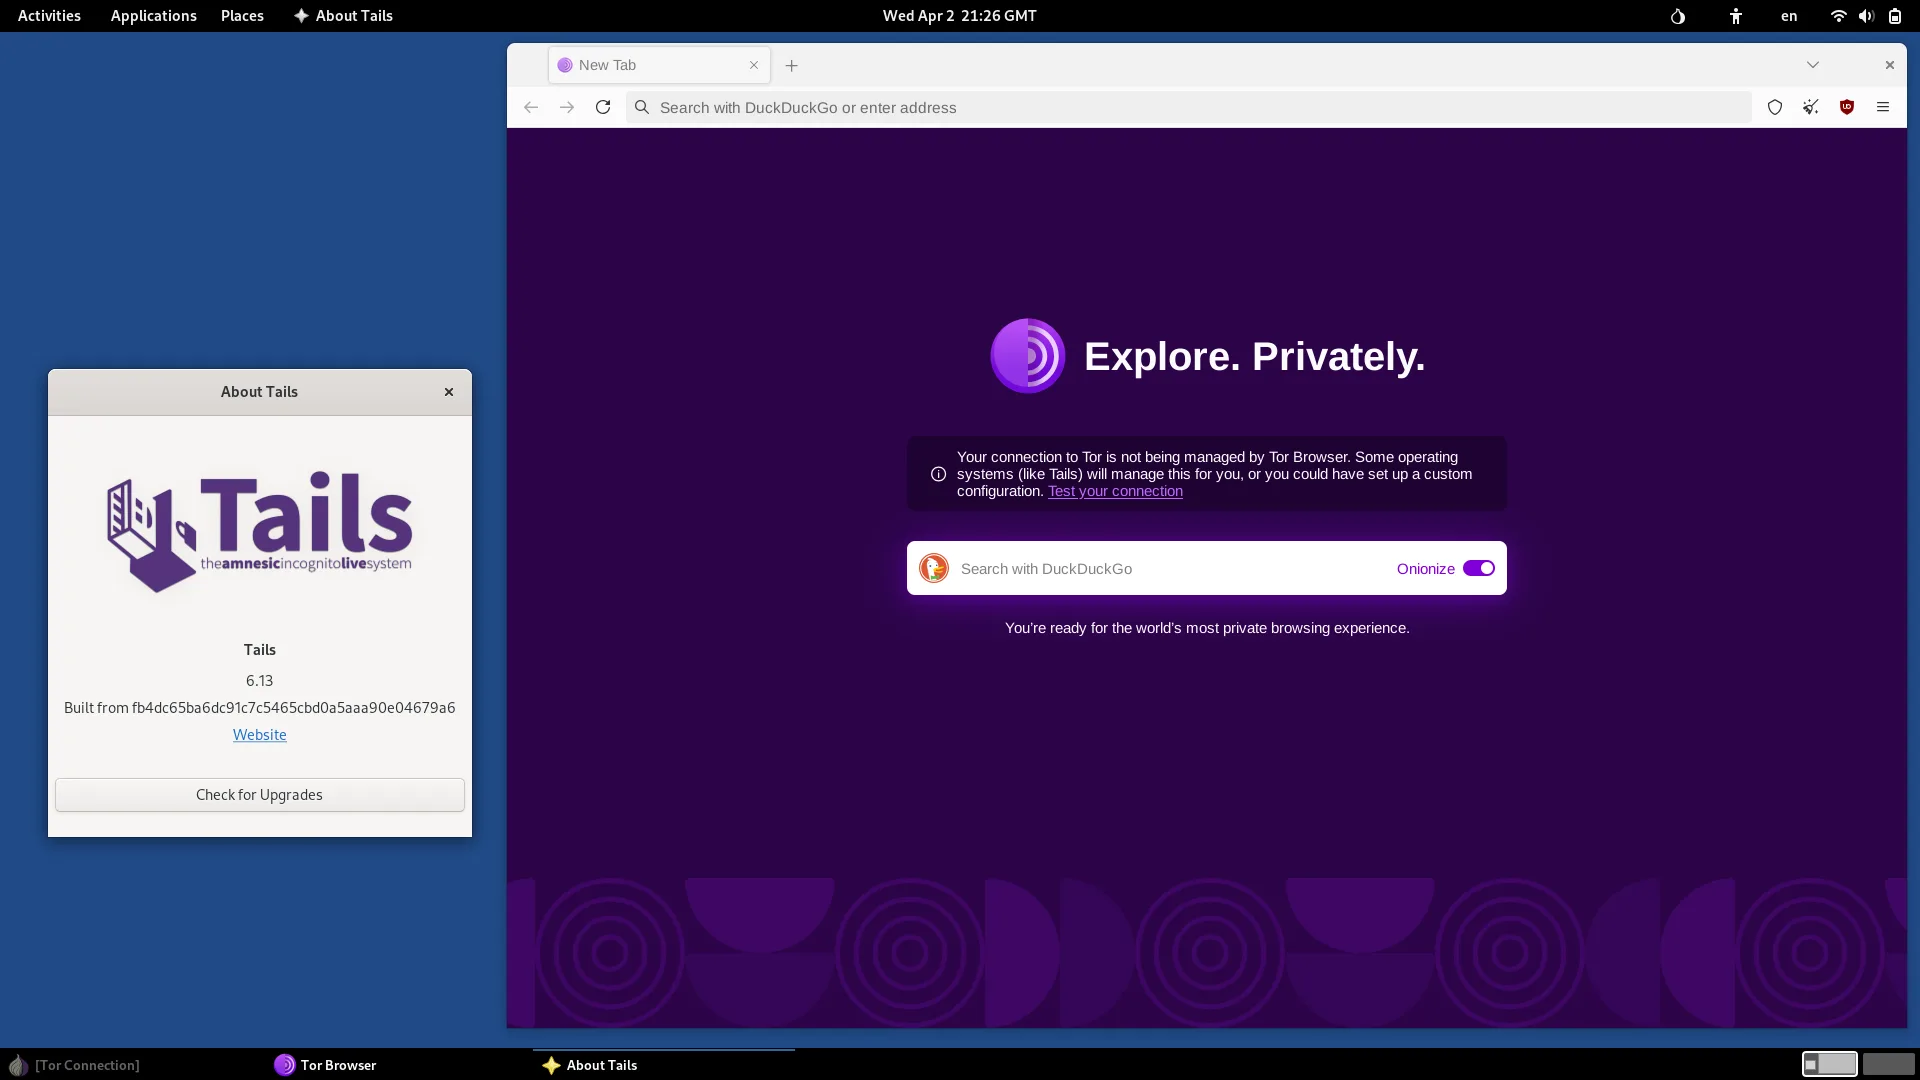 Activities
Applications
Places
About Tails
Wed Apr 2 21:26 GMT
en
New Tab
Search with DuckDuckGo or enter address
Explore. Privately.
Your connection to Tor is not being managed by Tor Browser. Some operating
systems (like Tails) will manage this for you, or you could have set up a custom
configuration. Test your connection
Search with DuckDuckGo
Onionize
You're ready for the world's most private browsing experience.
About Tails
Tails
theamnesicincognitolivesystem
Tails
6.13
Built from fb4dc65ba6dc91c7c5465cbd0a5aaa90e04679a6
Website
Check for Upgrades
[Tor Connection]
Tor Browser
About Tails